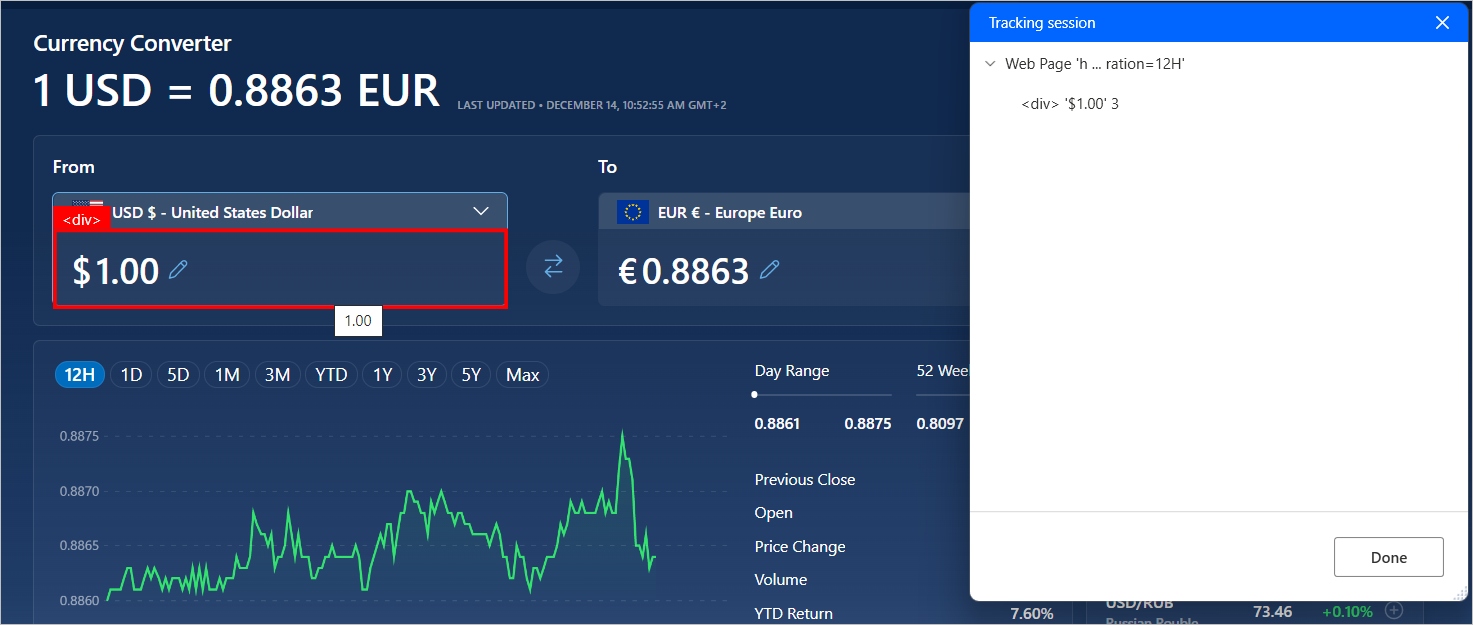 Currency Converter
1 USD = 0.8863 EUR
LAST UPDATED • DECEMBER 14, 10:52:55 AM GMT+2
From
USD $ - United States Dollar
<div>
$1.00
1.00
To
EUR € - Europe Euro
€0.8863
12H 1D 5D 1M 3M YTD 1Y 3Y 5Y Max
0.8875
0.8870
0.8865
0.8860
Day Range
0.8861 0.8875
52 Wee
0.8097
Previous Close
Open
Price Change
Volume
YTD Return
7.60%
USD/RUB
Russian Rouble
73.46
+0.10%
Tracking session
Web Page 'h ... ration=12H'
<div> '$1.00' 3
Done